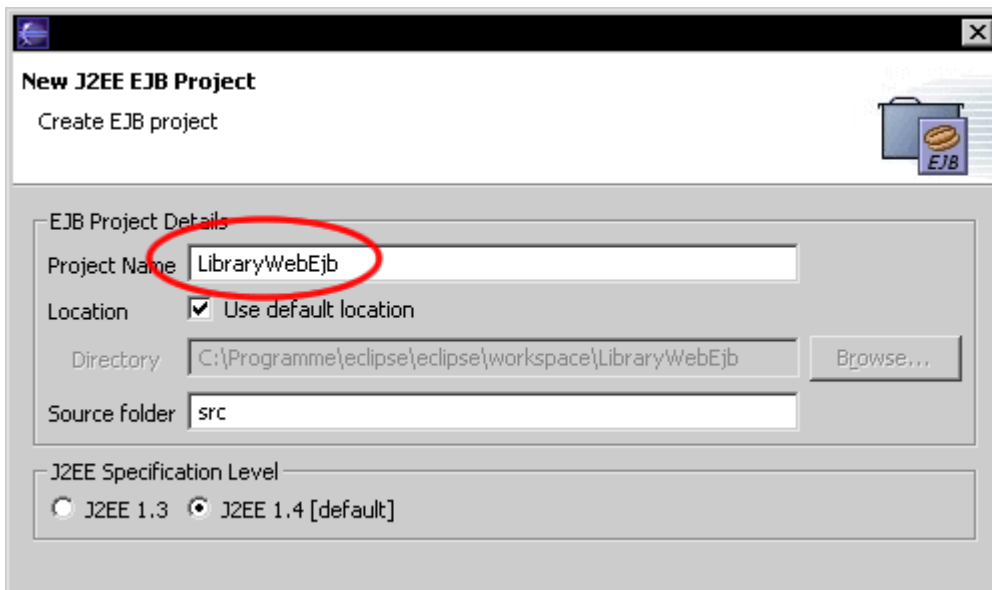 New J2EE EJB Project
Create EJB project
EJB
EJB Project Details
Project Name LibraryWebEjb
Location Use default location
Directory C:\Programme\eclipse\eclipse\workspace\LibraryWebEjb Browse...
Source folder src
J2EE Specification Level
J2EE 1.3 J2EE 1.4 [default]